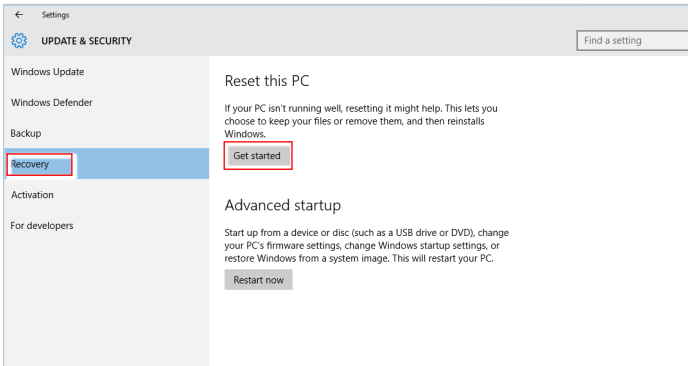 Settings
UPDATE & SECURITY
Find a setting
Windows Update
Windows Defender
Backup
Recovery
Activation
For developers
Reset this PC
If your PC isn't running well, resetting it might help. This lets you
choose to keep your files or remove them, and then reinstalls
Windows.
Get started
Advanced startup
Start up from a device or disc (such as a USB drive or DVD), change
your PC's firmware settings, change Windows startup settings, or
restore Windows from a system image. This will restart your PC.
Restart now